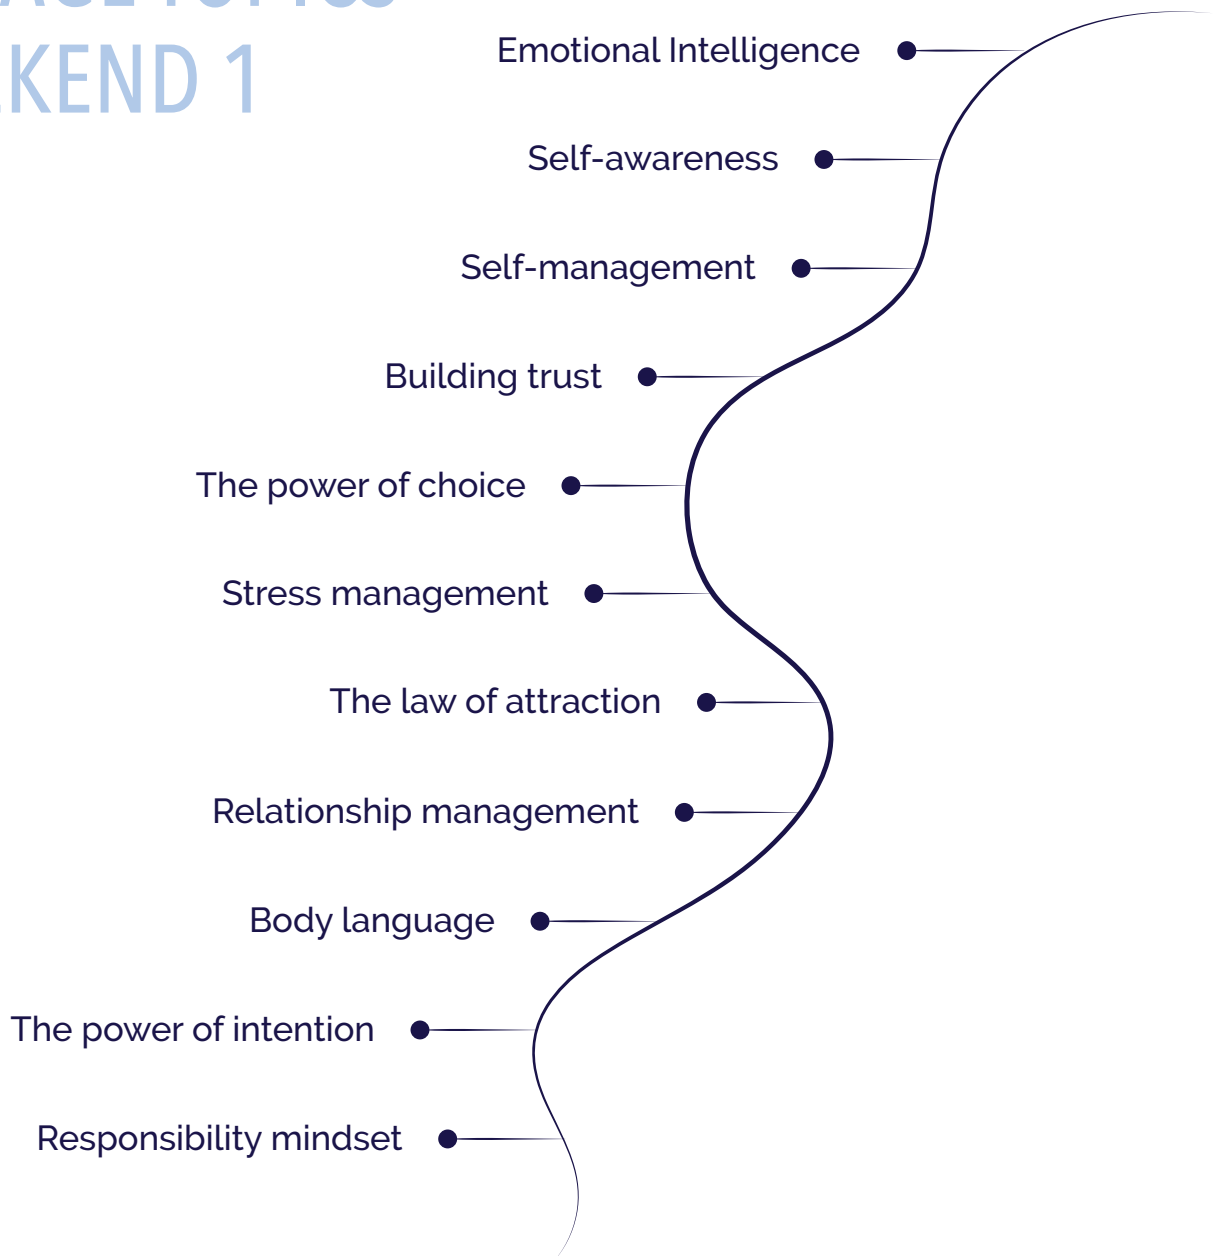 KEND 1
Emotional Intelligence
Self-awareness
Self-management
Building trust
The power of choice
Stress management
The law of attraction
Relationship management
Body language
The power of intention
Responsibility mindset